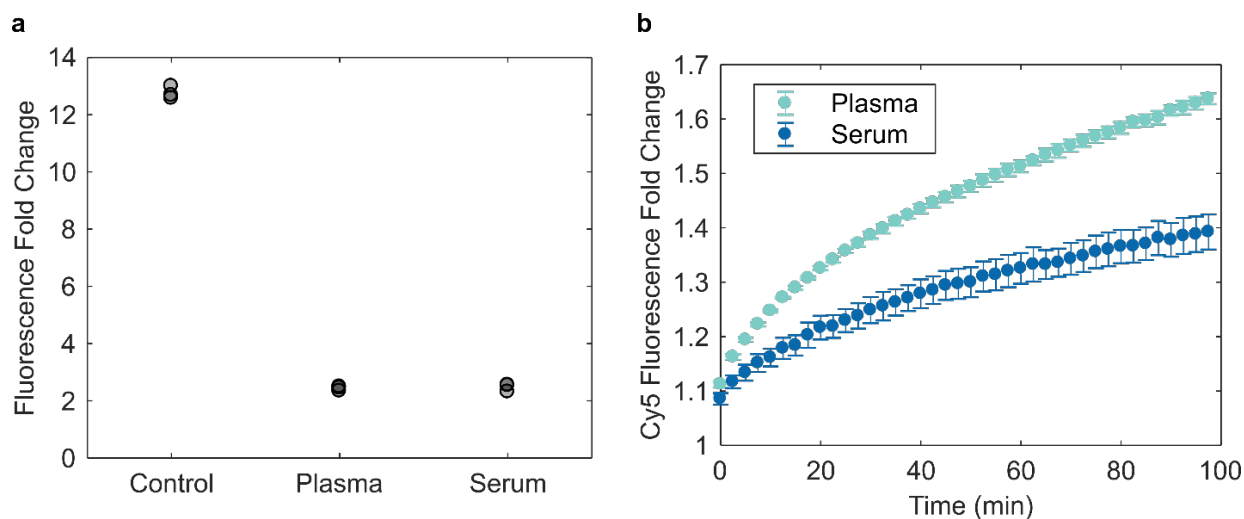 a
Fluorescence Fold Change
14
12
10
8
6
4
2
0
Control Plasma Serum
b
Cy5 Fluorescence Fold Change
1.7
1.6
1.5
1.4
1.3
1.2
1.1
1
Plasma
Serum
0 20 40 60 80 100
Time (min)